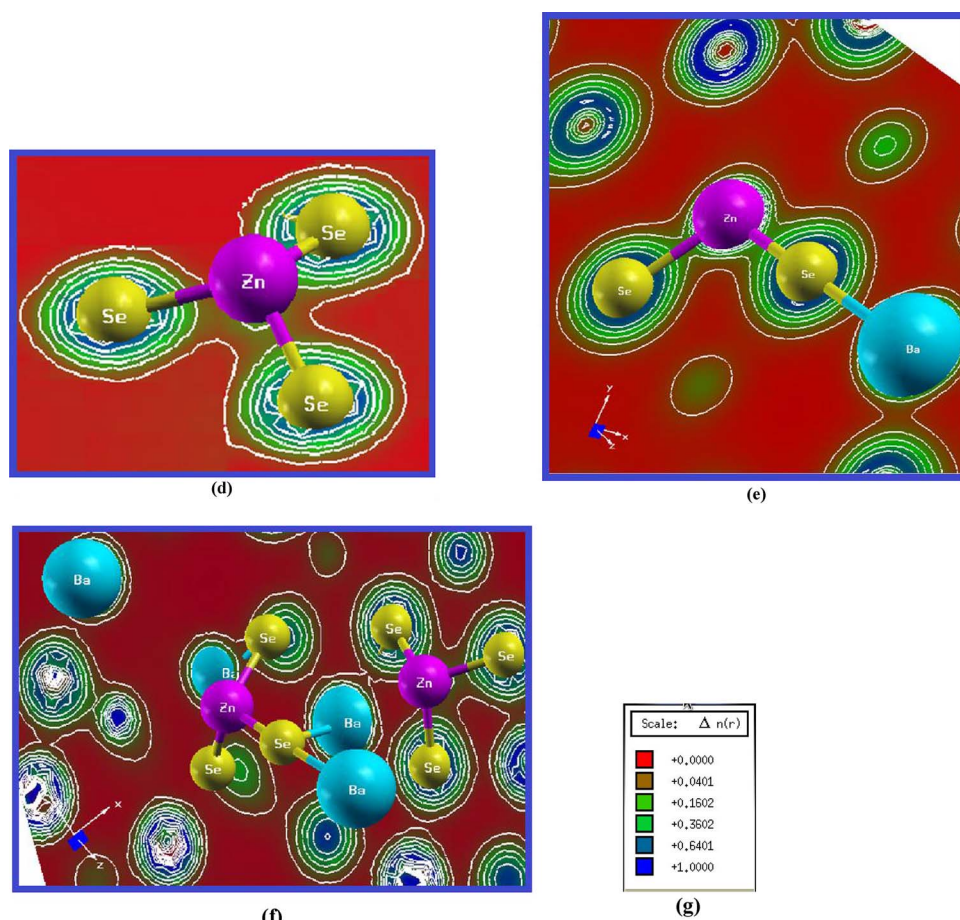 Se
Zn
Se
Se
(d)
Zn
Se
Se
Ba
y
x
z
(e)
Ba
Se
Se
Ba
Se
Zn
Zn
Se
Ba
Se
Se
Ba
x
z
(f)
Scale: Δ n(r)
+0.0000
+0.0401
+0.1602
+0.3602
+0.6401
+1.0000
(g)